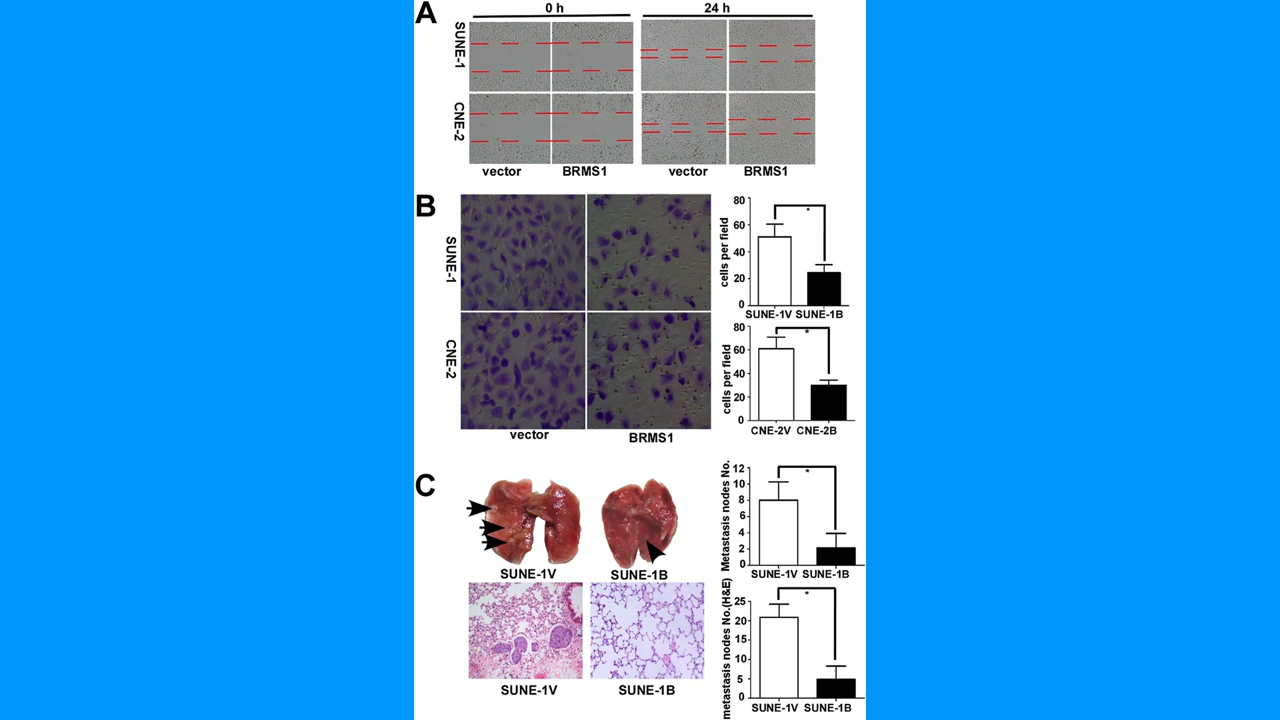 A
0 h
24 h
SUNE-1
CNE-2
vector
BRMS1
vector
BRMS1
B
SUNE-1
CNE-2
vector
BRMS1
cells per field
80
60
40
20
0
*
SUNE-1V SUNE-1B
cells per field
80
60
40
20
0
*
CNE-2V CNE-2B
C
SUNE-1V
SUNE-1B
SUNE-1V
SUNE-1B
Metastasis nodes No.
12
10
8
6
4
2
0
*
SUNE-1V SUNE-1B
metastasis nodes No.(H&E)
25
20
15
10
5
0
*
SUNE-1V SUNE-1B